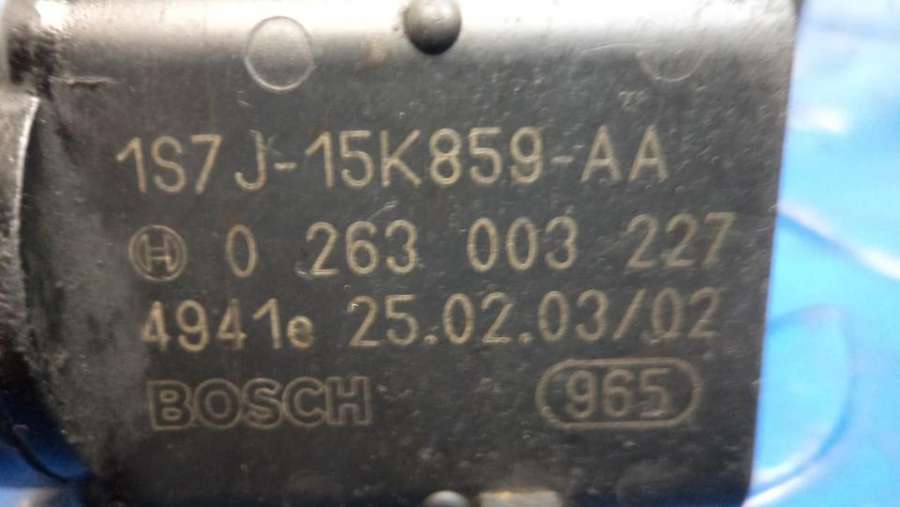 1S7J-15K859-AA
H 0 263 003 227
4941e 25.02.03/02
BOSCH 965